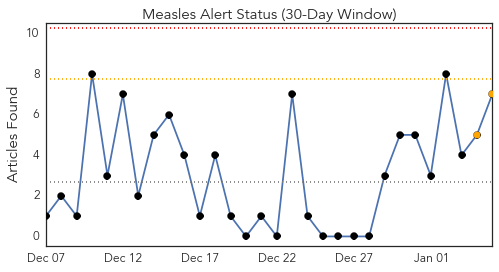 Measles Alert Status (30-Day Window)
Articles Found
10
8
6
4
2
0
Dec 07 Dec 12 Dec 17 Dec 22 Dec 27 Jan 01